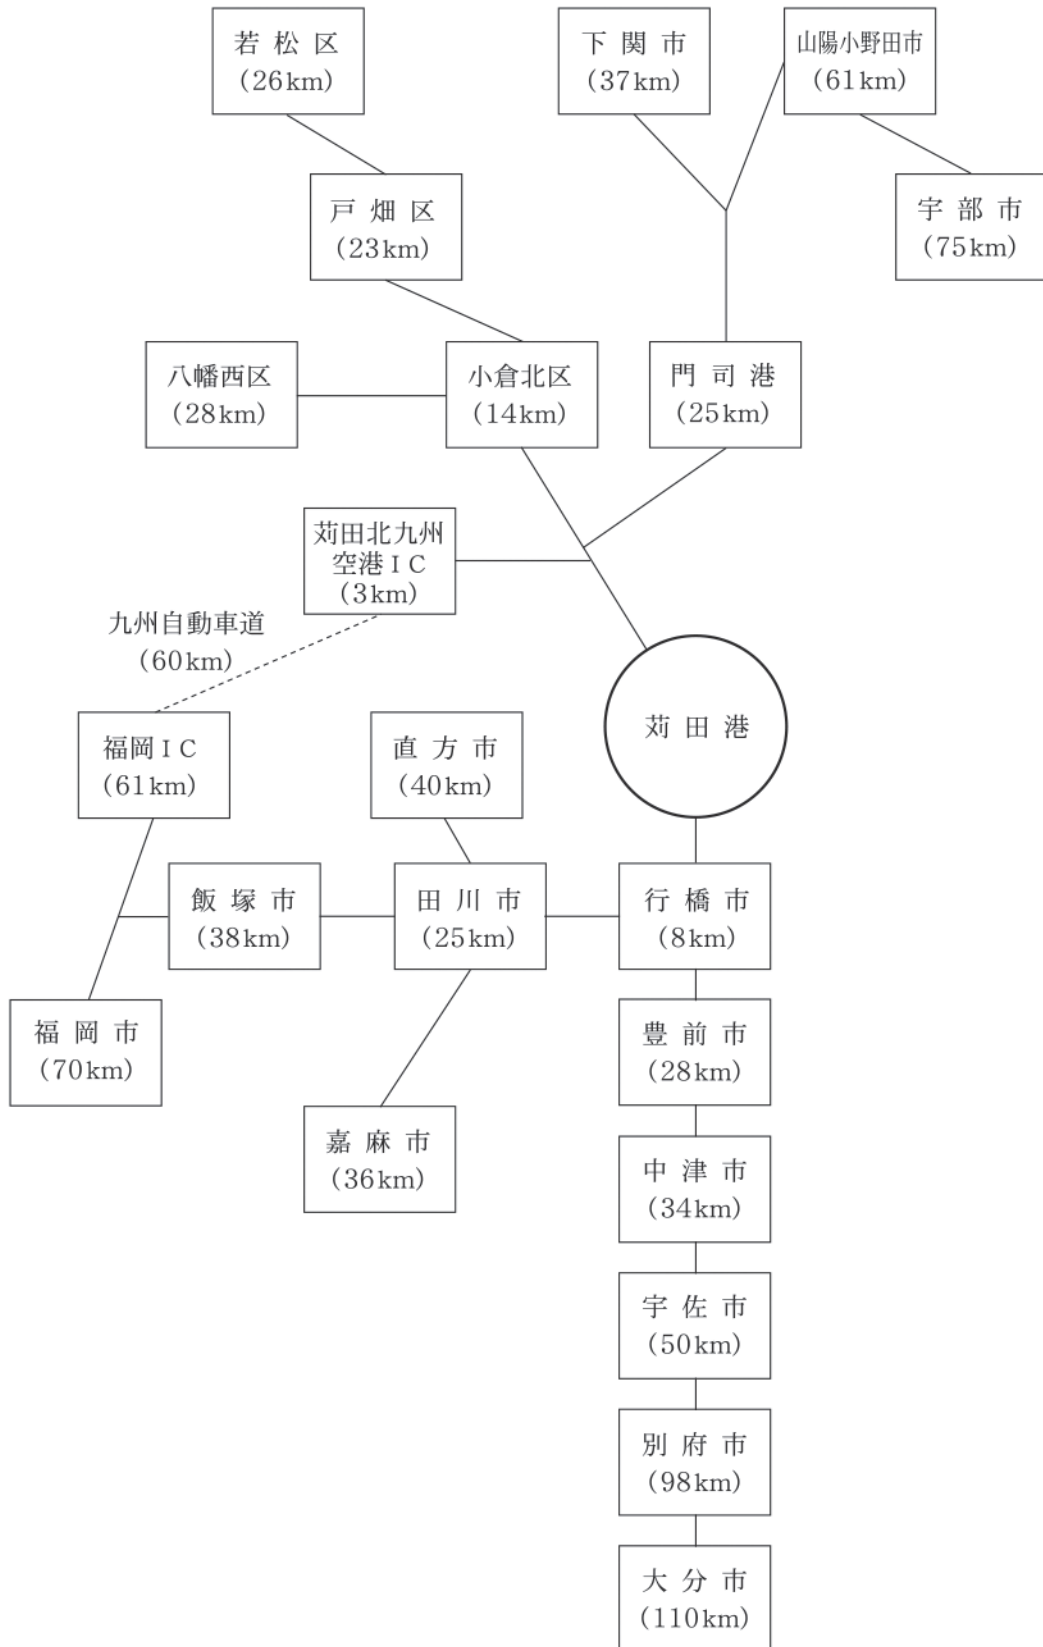 若松区
(26km)
下関市
(37km)
山陽小野田市
(61km)
戸畑区
(23km)
宇部市
(75km)
八幡西区
(28km)
小倉北区
(14km)
門司港
(25km)
苅田北九州
空港IC
(3km)
九州自動車道
(60km)
苅田港
福岡IC
(61km)
直方市
(40km)
飯塚市
(38km)
田川市
(25km)
行橋市
(8km)
福岡市
(70km)
豊前市
(28km)
嘉麻市
(36km)
中津市
(34km)
宇佐市
(50km)
別府市
(98km)
大分市
(110km)